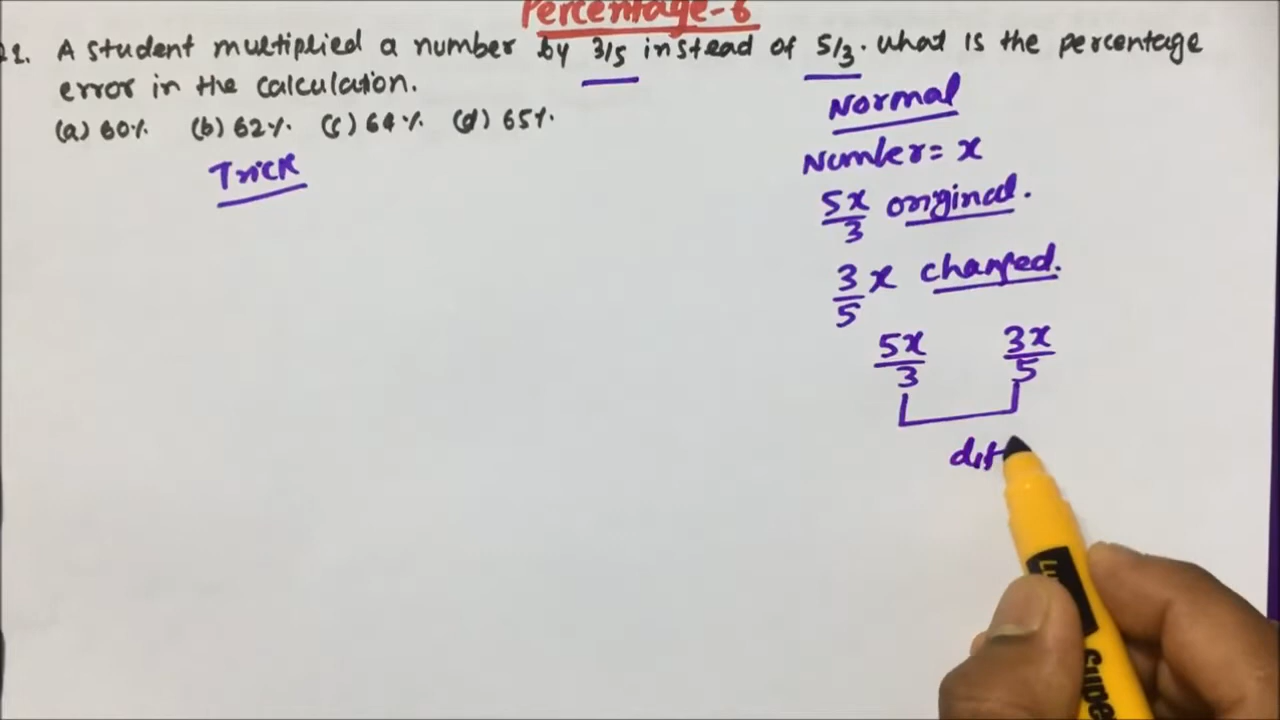 Percentage-6
Q2. A student multiplied a number by 3/5 instead of 5/3. What is the percentage
error in the calculation.
(a) 60% (b) 62% (c) 64% (d) 65%
Trick
Normal
Number = x
5x/3 original.
3/5 x changed.
5x/3 3x/5
dif